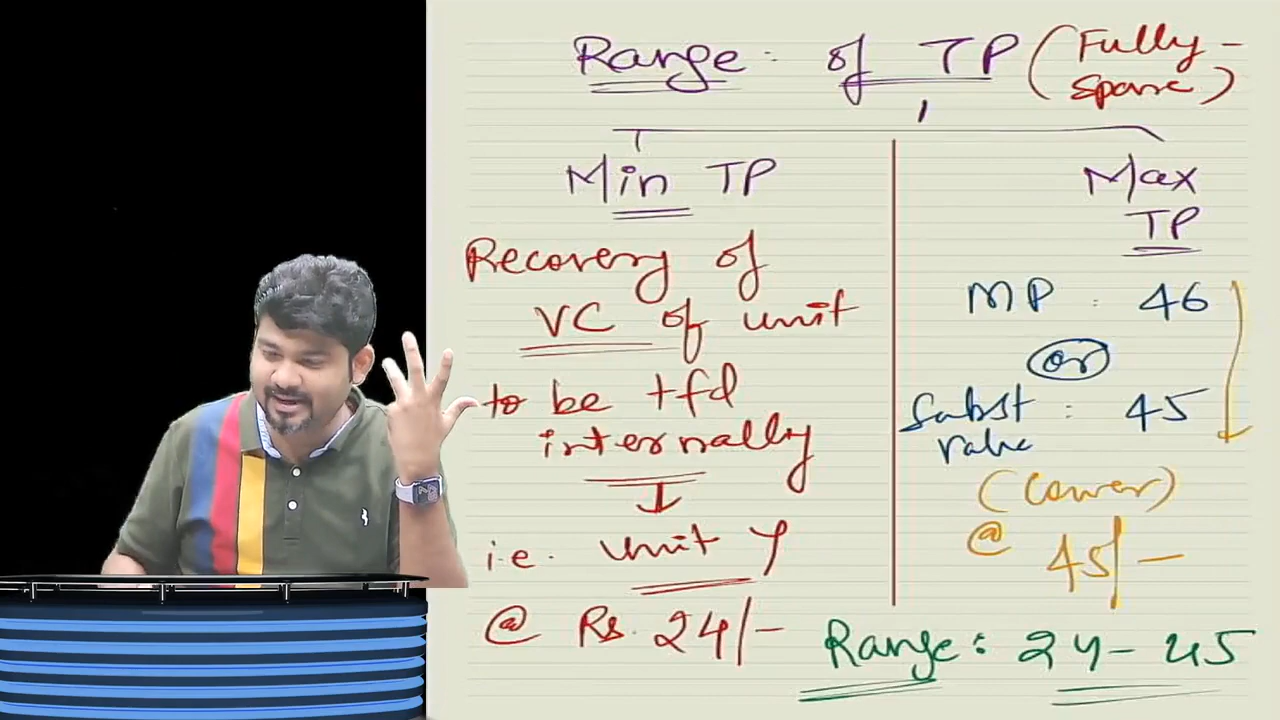 Range: of TP (Fully-
Spare)
Min TP
Recovery of
VC of unit
to be tfd
internally
i.e. unit Y
@ Rs. 24/-
Max
TP
MP : 46
or
Subst : 45
value
(Lower)
@ 45/-
Range: 24-45